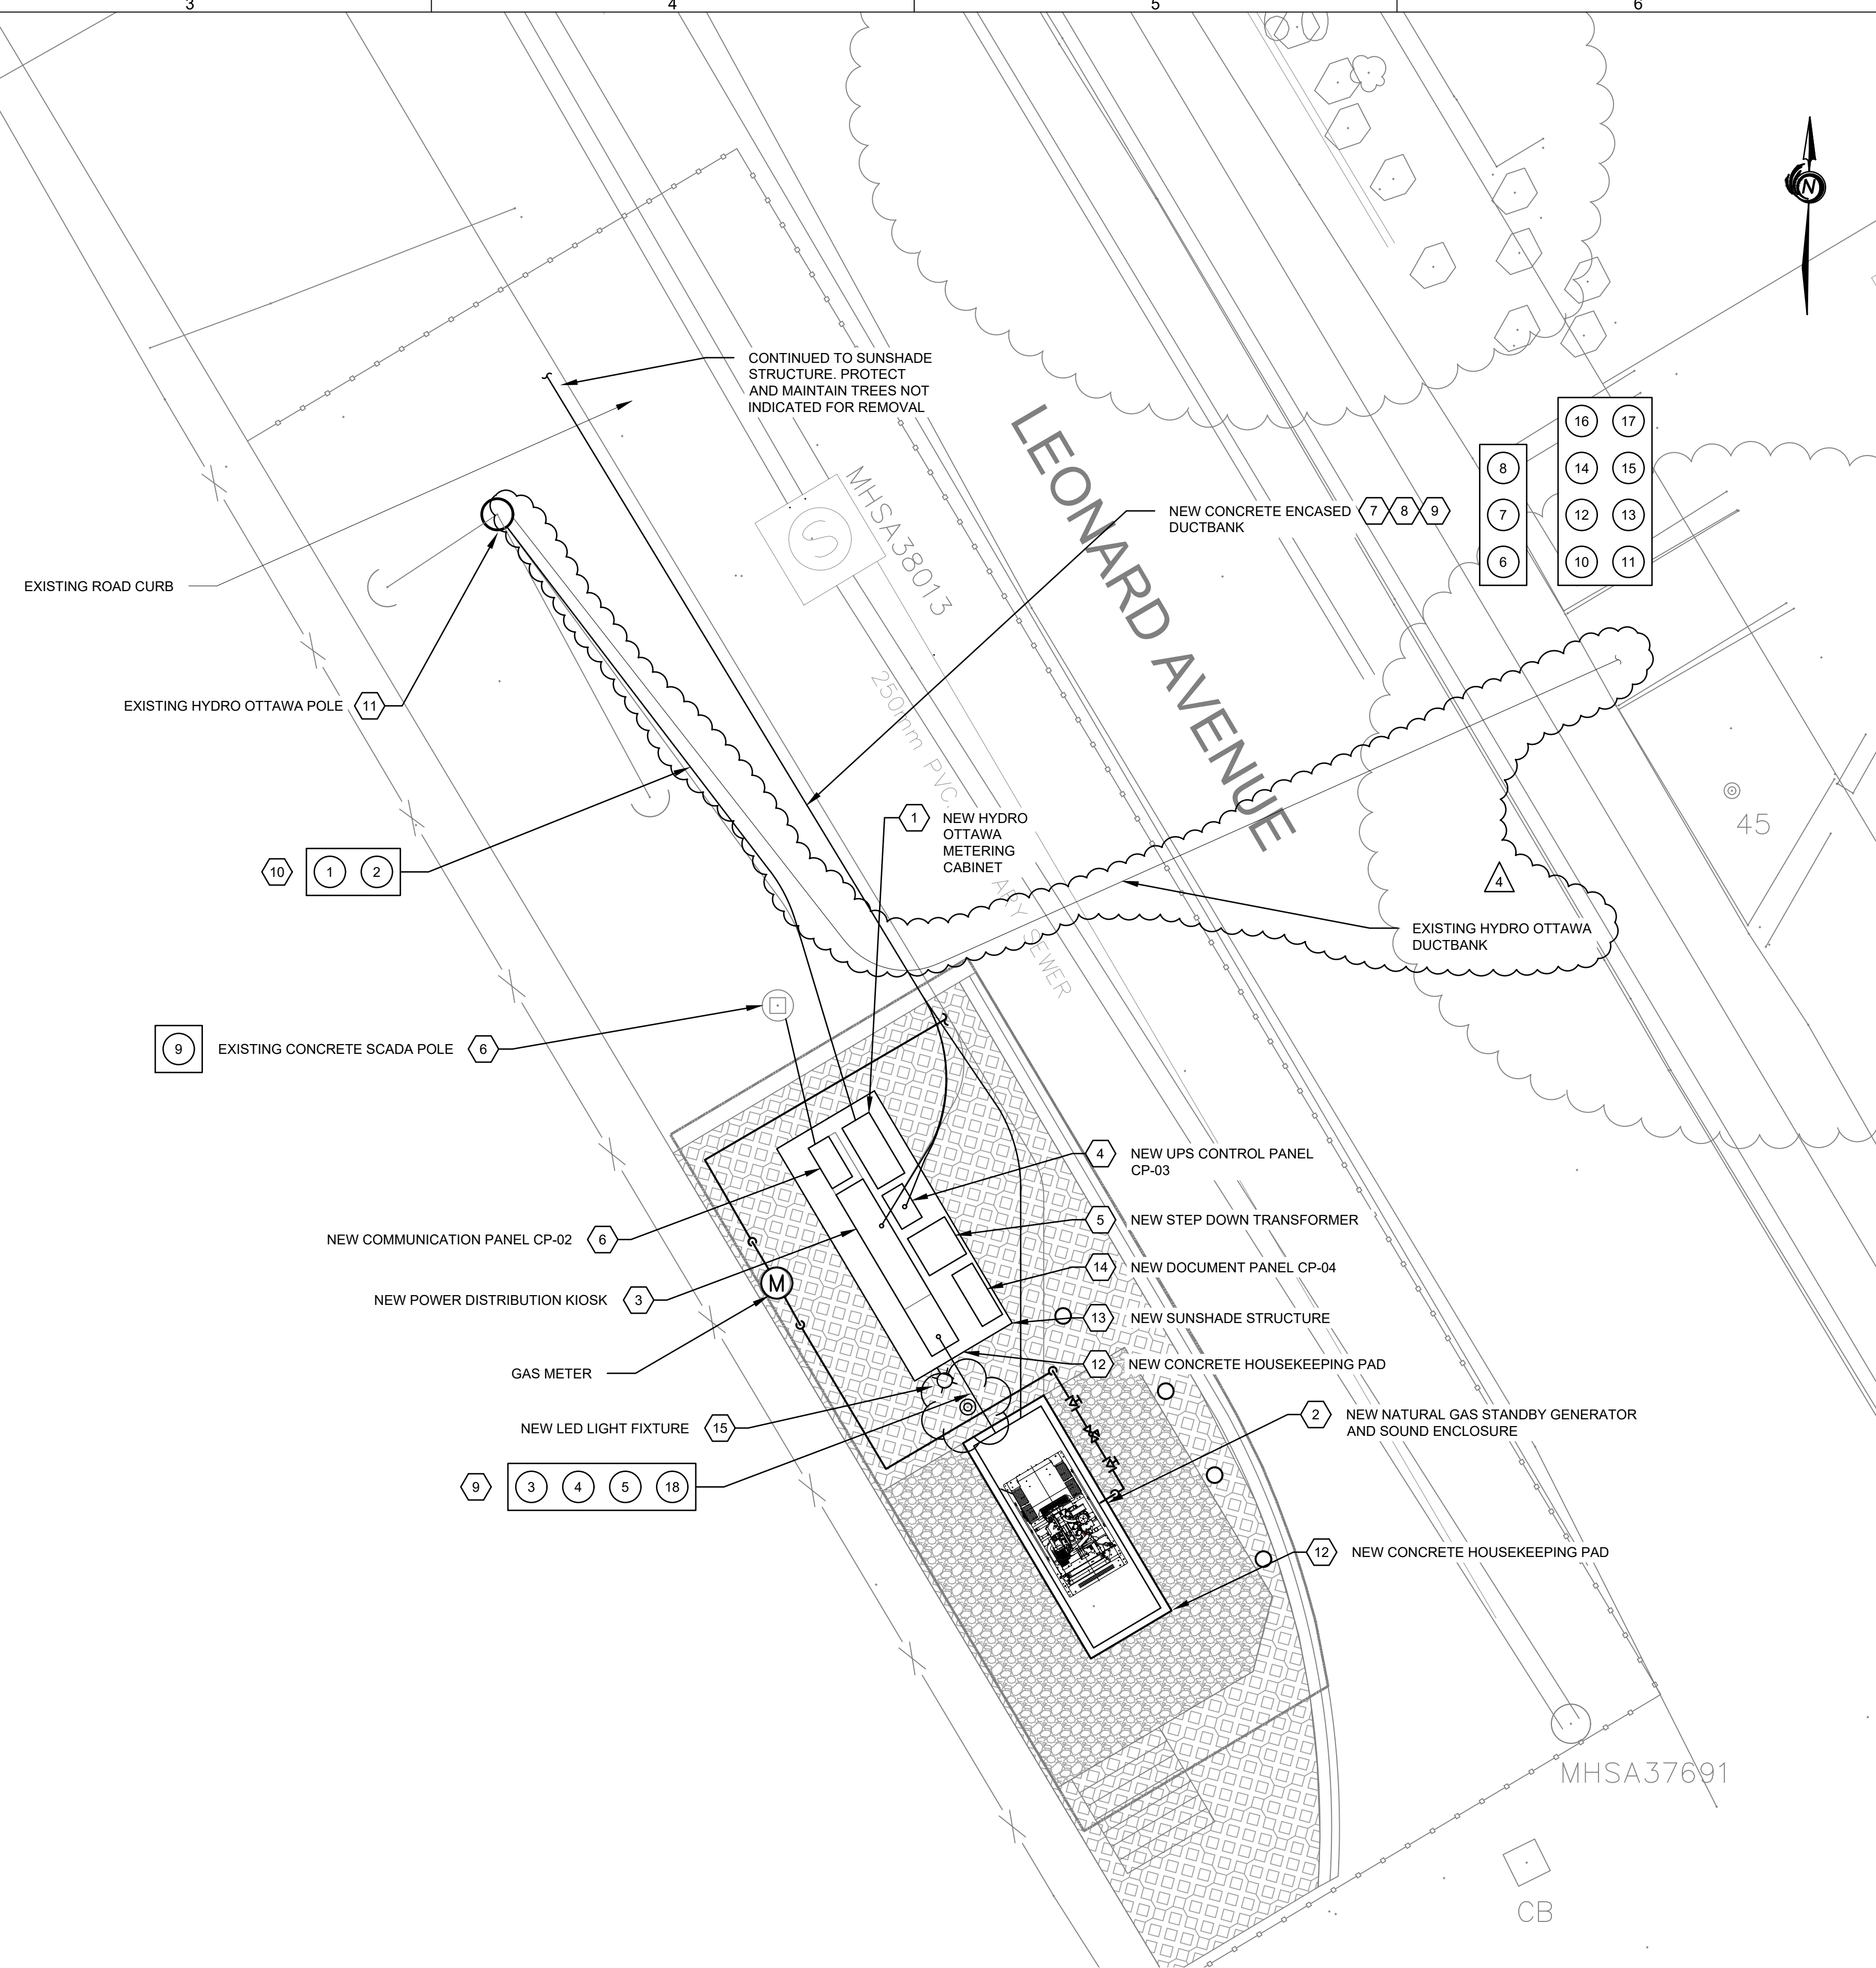 3 4 5 6
N
CONTINUED TO SUNSHADE
STRUCTURE. PROTECT
AND MAINTAIN TREES NOT
INDICATED FOR REMOVAL
LEONARD AVENUE
MHSA38013
S
NEW CONCRETE ENCASED 7 8 9
DUCTBANK
8
7
6
16 17
14 15
12 13
10 11
EXISTING ROAD CURB
EXISTING HYDRO OTTAWA POLE 11
250mm PVC
SEWER
1 NEW HYDRO
OTTAWA
METERING
CABINET
45
10 1 2
4
EXISTING HYDRO OTTAWA
DUCTBANK
9 EXISTING CONCRETE SCADA POLE 6
4 NEW UPS CONTROL PANEL
CP-03
5 NEW STEP DOWN TRANSFORMER
NEW COMMUNICATION PANEL CP-02 6
14 NEW DOCUMENT PANEL CP-04
M
NEW POWER DISTRIBUTION KIOSK 3
13 NEW SUNSHADE STRUCTURE
12 NEW CONCRETE HOUSEKEEPING PAD
GAS METER
2 NEW NATURAL GAS STANDBY GENERATOR
AND SOUND ENCLOSURE
NEW LED LIGHT FIXTURE 15
9 3 4 5 18
12 NEW CONCRETE HOUSEKEEPING PAD
MHSA37691
CB